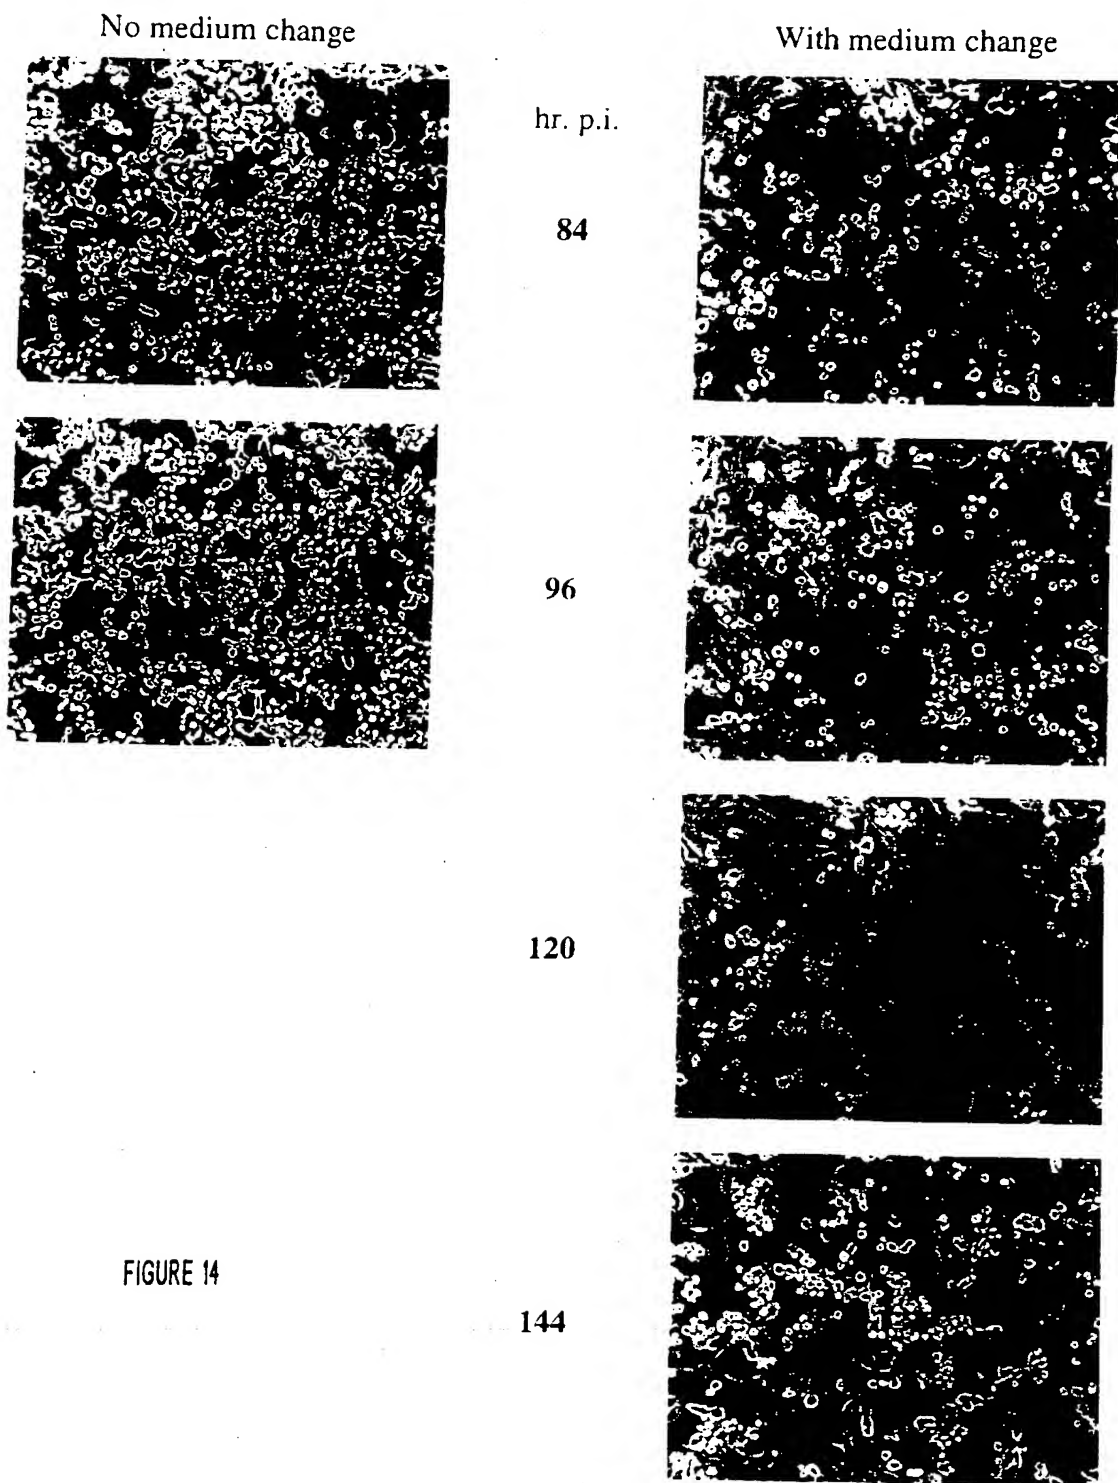 No medium change
With medium change
hr. p.i.
84
96
120
144
FIGURE 14